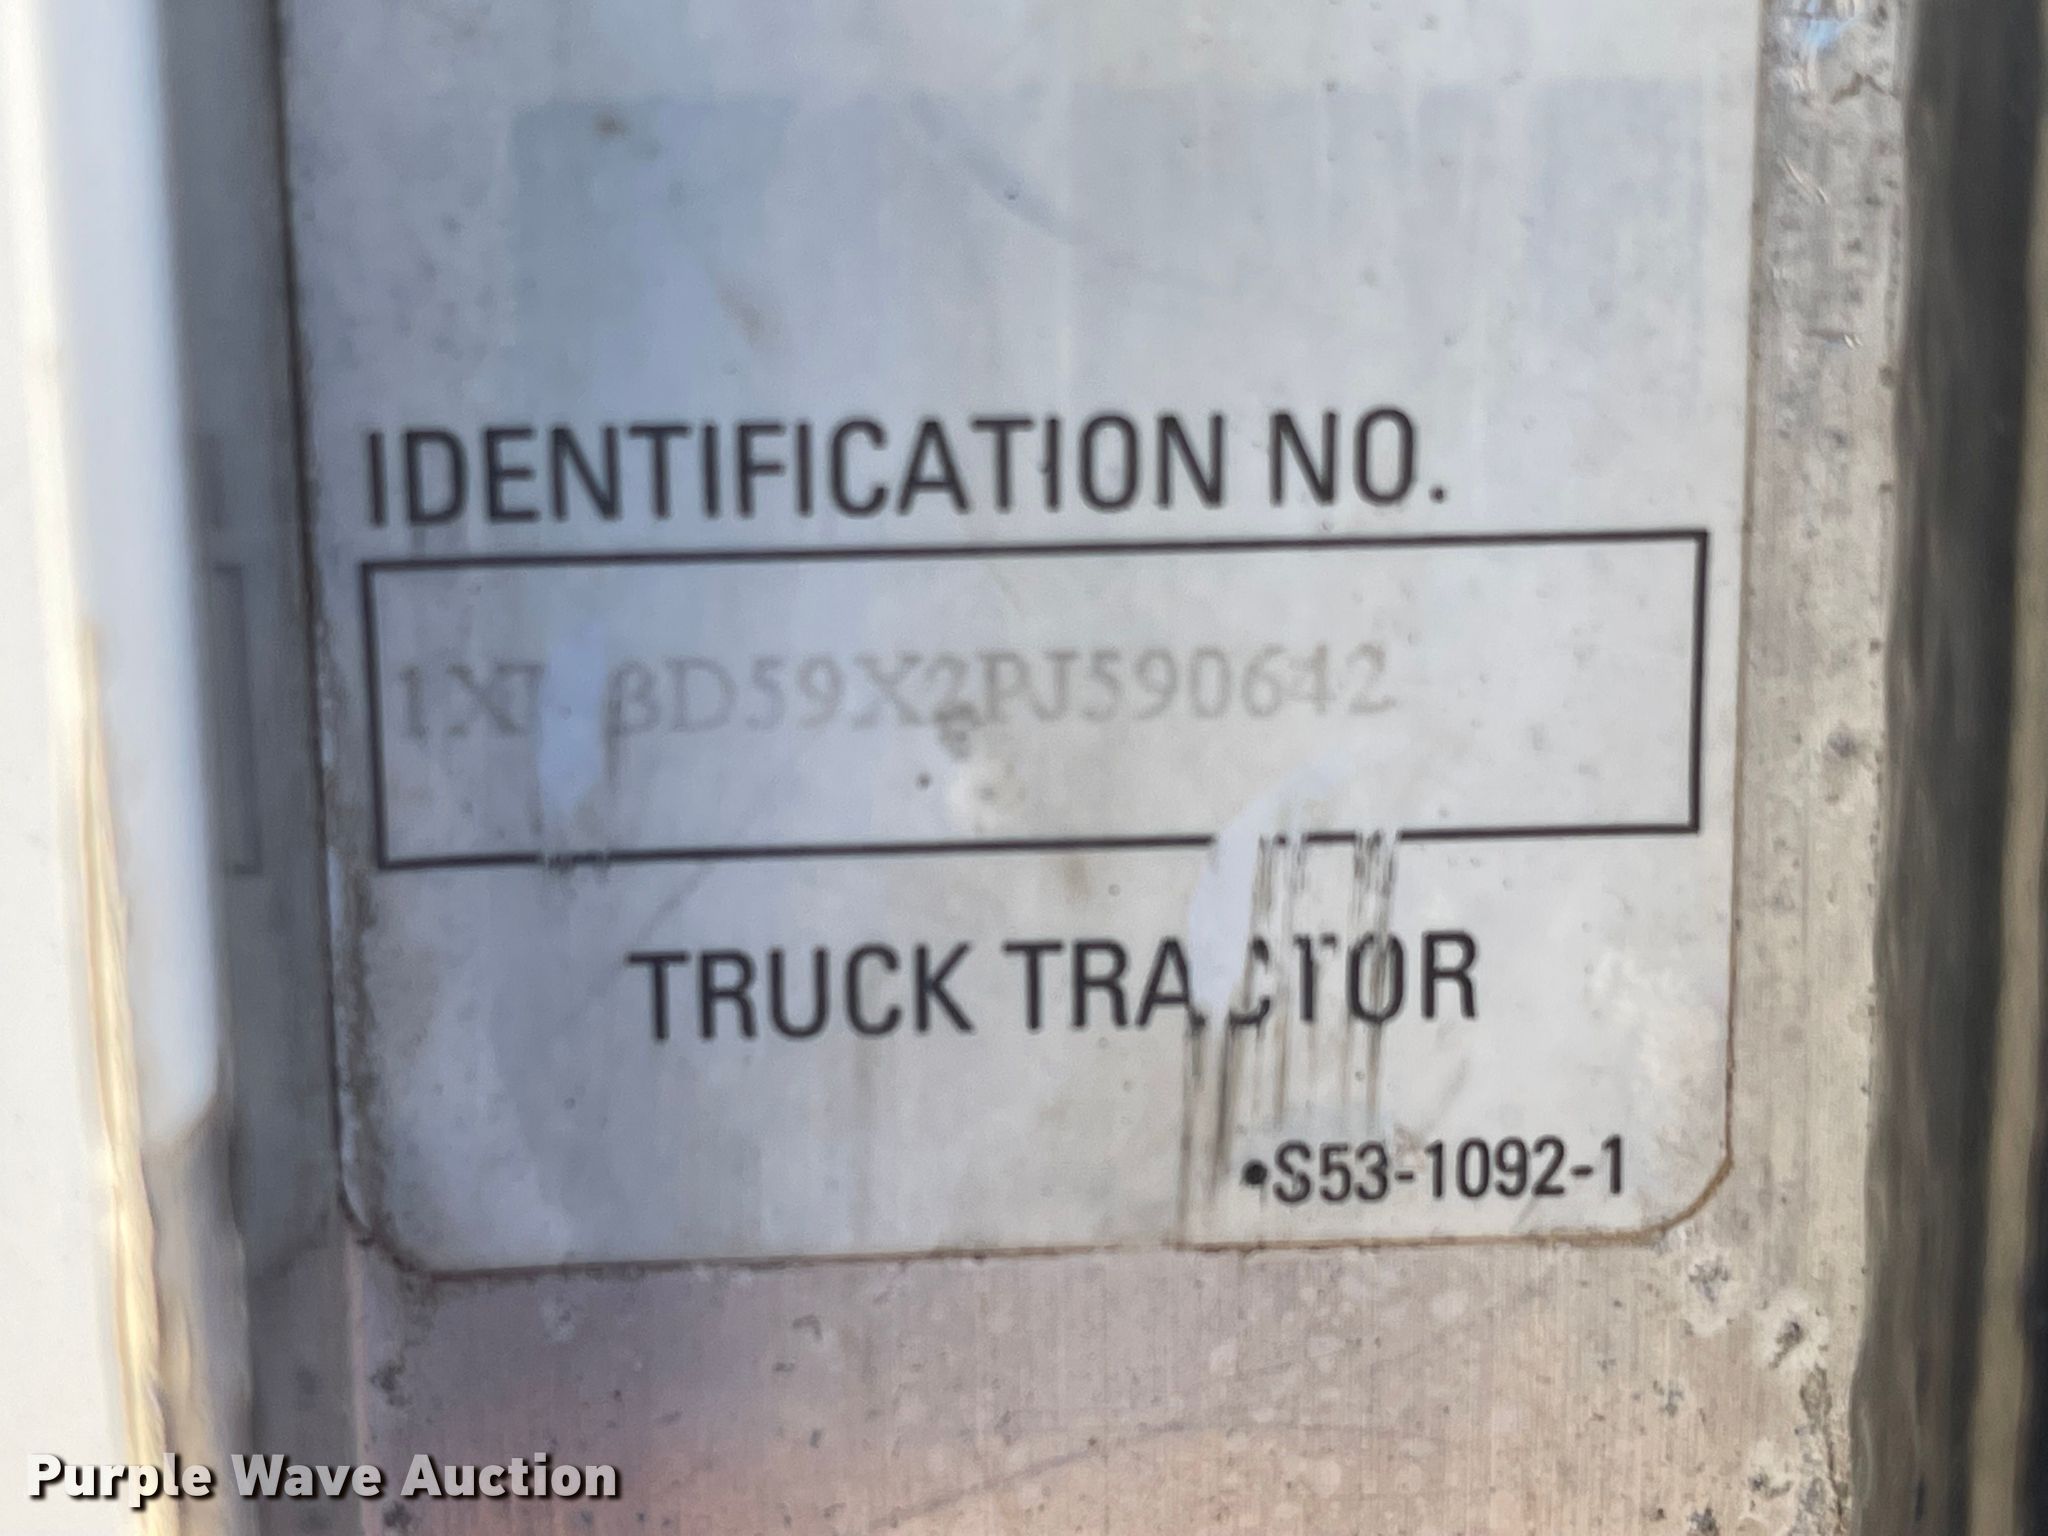 IDENTIFICATION NO.
TRUCK TRACTOR
•S53-1092-1
Purple Wave Auction